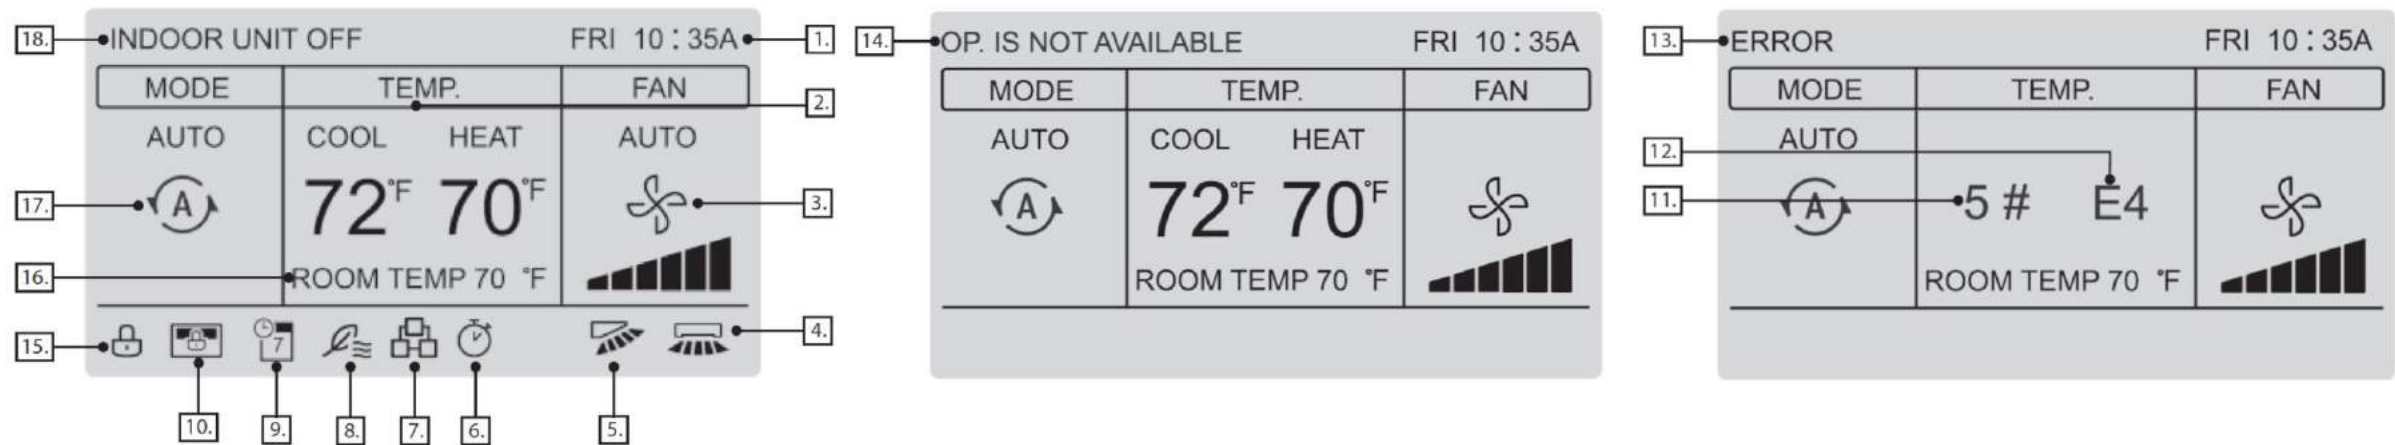 18. INDOOR UNIT OFF FRI 10:35A 1.
MODE TEMP. FAN
2.
AUTO COOL HEAT AUTO
17. A 72°F 70°F 3.
16. ROOM TEMP 70 °F
15. 7 4.
10. 9. 8. 7. 6. 5.
14. OP. IS NOT AVAILABLE FRI 10:35A
MODE TEMP. FAN
AUTO COOL HEAT
A 72°F 70°F
ROOM TEMP 70 °F
13. ERROR FRI 10:35A
MODE TEMP. FAN
AUTO
12.
11. A 5 # E4
ROOM TEMP 70 °F